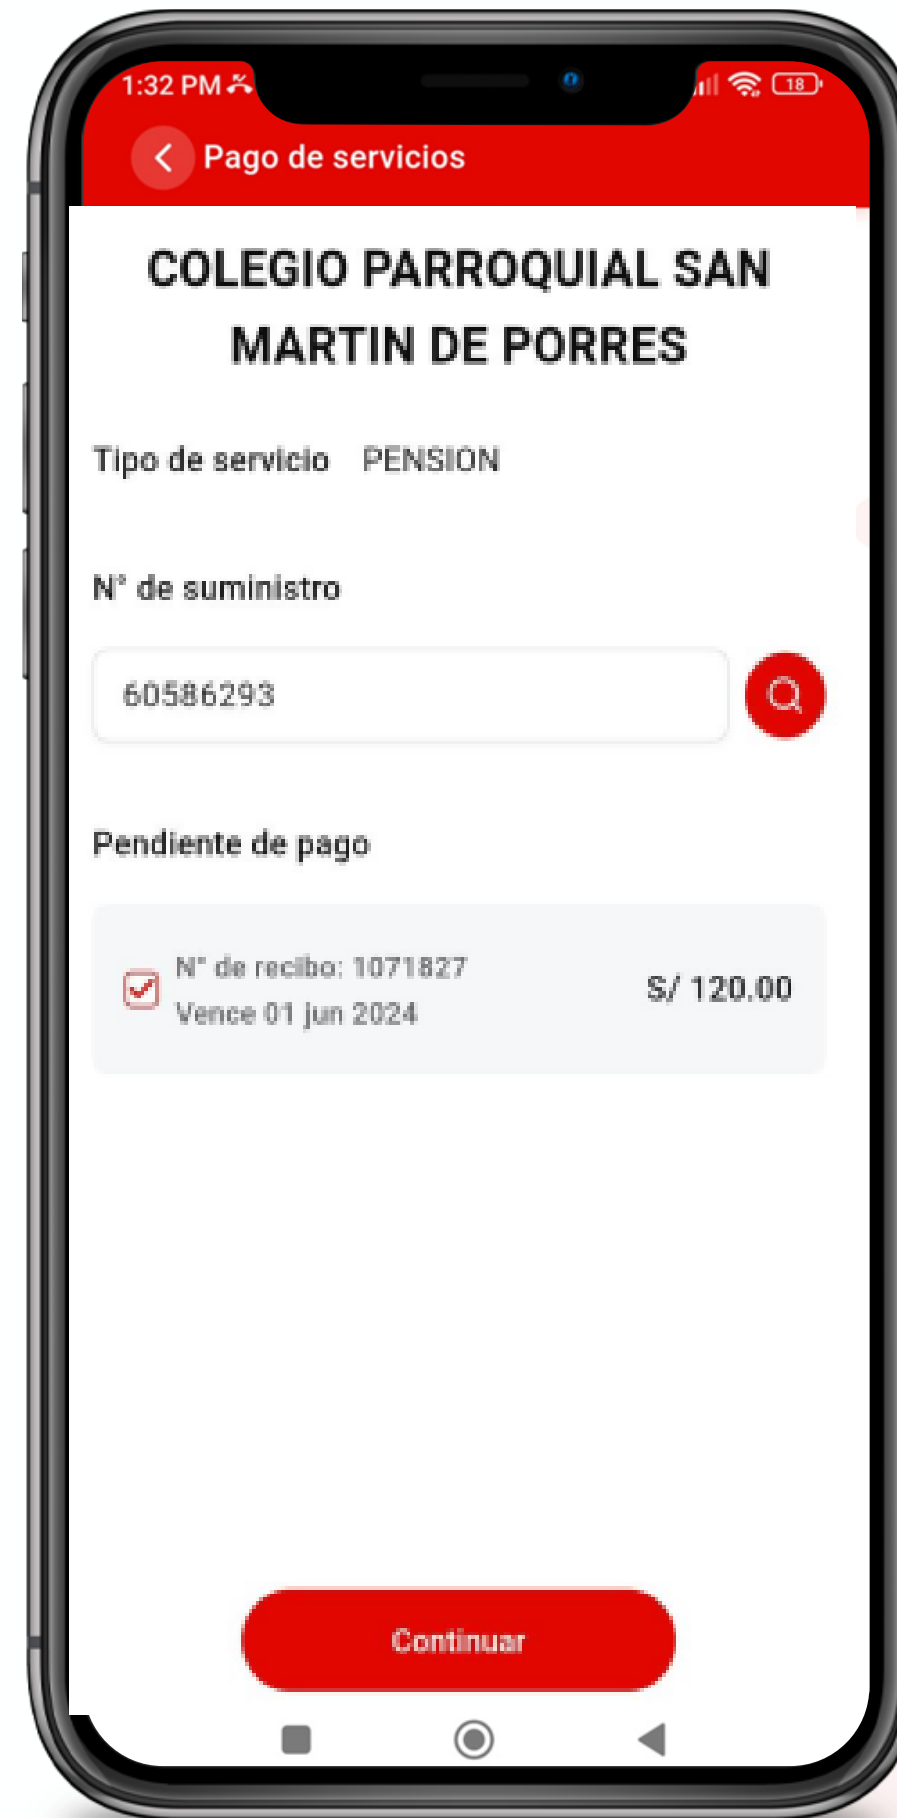 1:32 PM
18
Pago de servicios
COLEGIO PARROQUIAL SAN
MARTIN DE PORRES
Tipo de servicio PENSION
N° de suministro
60586293
Pendiente de pago
N° de recibo: 1071827
Vence 01 jun 2024
S/ 120.00
Continuar